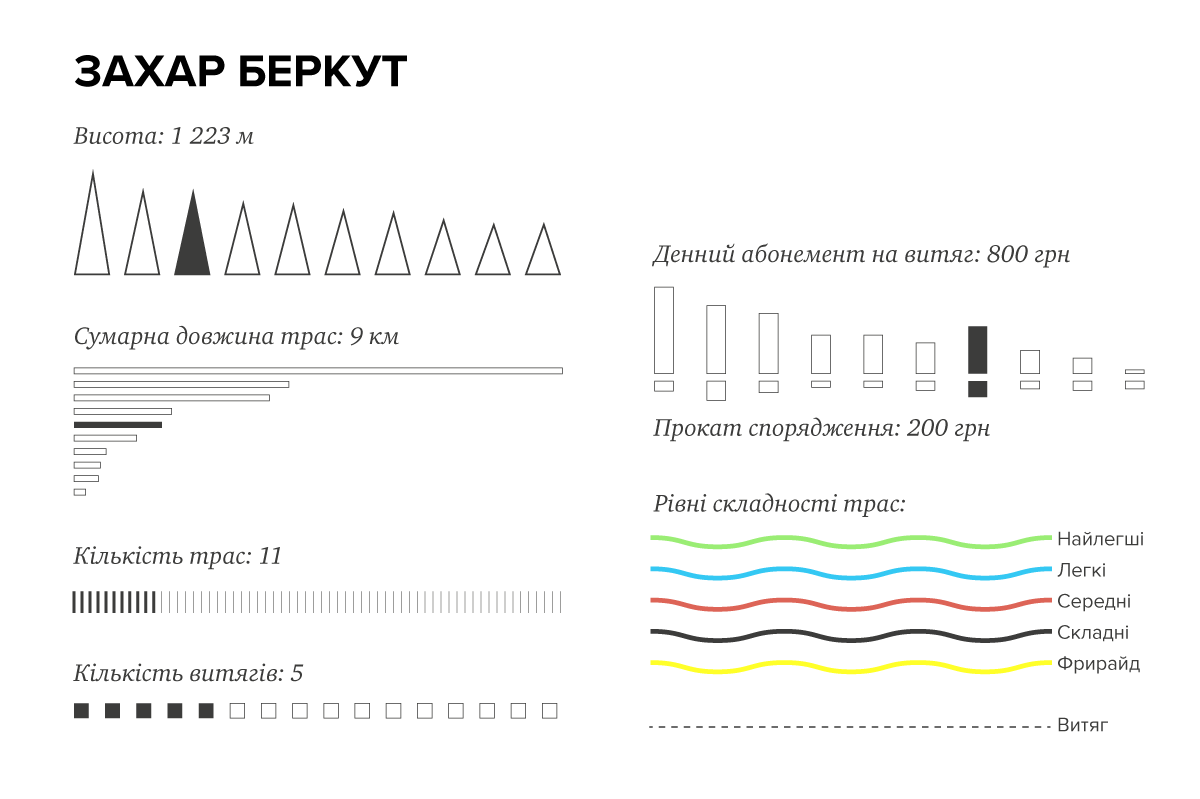 ЗАХАР БЕРКУТ
Висота: 1 223 м
Сумарна довжина трас: 9 км
Кількість трас: 11
Кількість витягів: 5
Денний абонемент на витяг: 800 грн
Прокат спорядження: 200 грн
Рівні складності трас:
Найлегші
Легкі
Середні
Складні
Фрирайд
Витяг